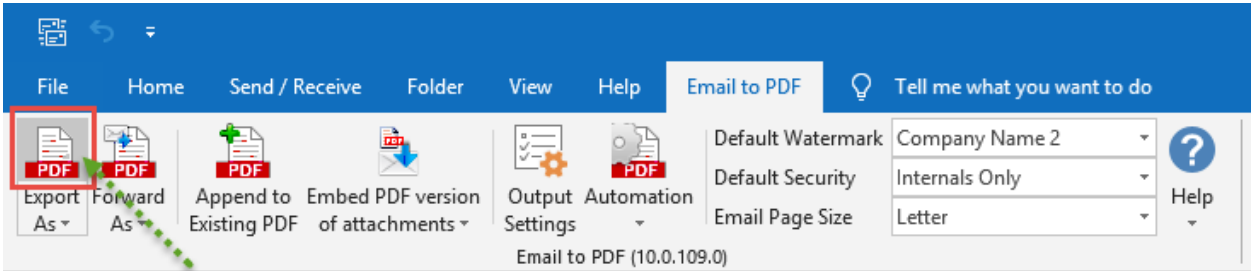 File Home Send / Receive Folder View Help Email to PDF Tell me what you want to do
PDF PDF PDF PDF PDF
Export As
Forward As
Append to Existing PDF
Embed PDF version of attachments
Output Settings
Automation
Default Watermark Company Name 2
Default Security Internals Only
Email Page Size Letter
? Help
Email to PDF (10.0.109.0)